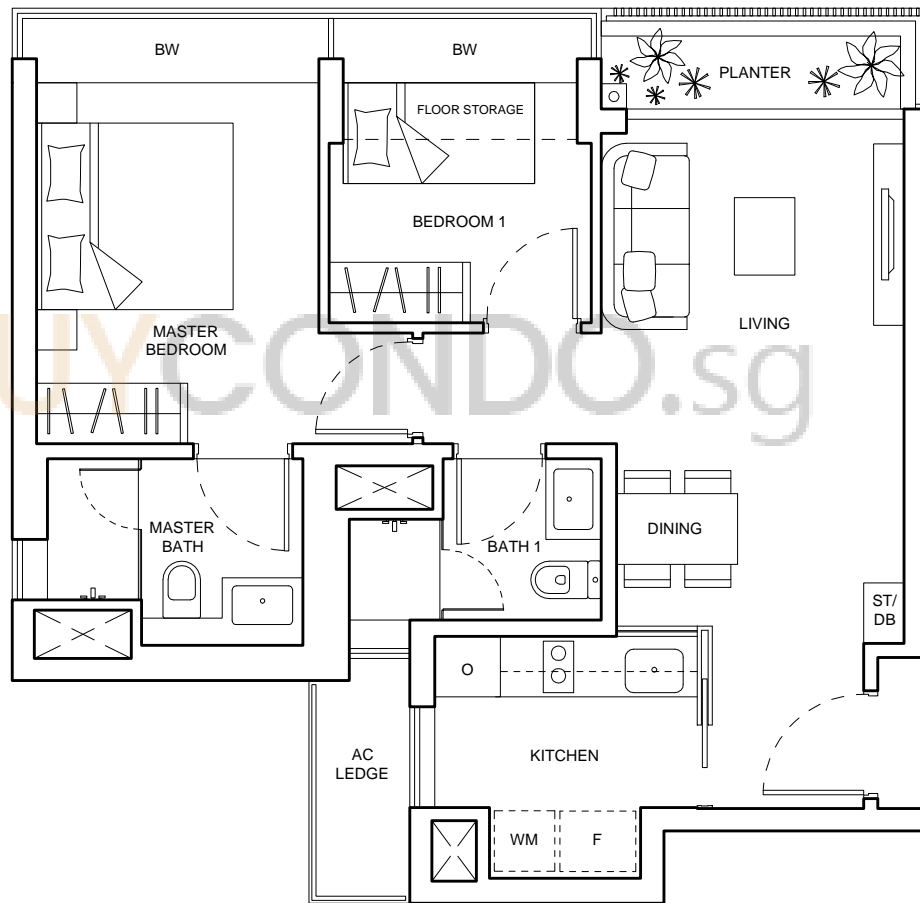 BW
BW
PLANTER
FLOOR STORAGE
BEDROOM 1
MASTER
BEDROOM
LIVING
UYCONDO.sg
MASTER
BATH
BATH 1
DINING
ST/
DB
O
KITCHEN
AC
LEDGE
WM
F